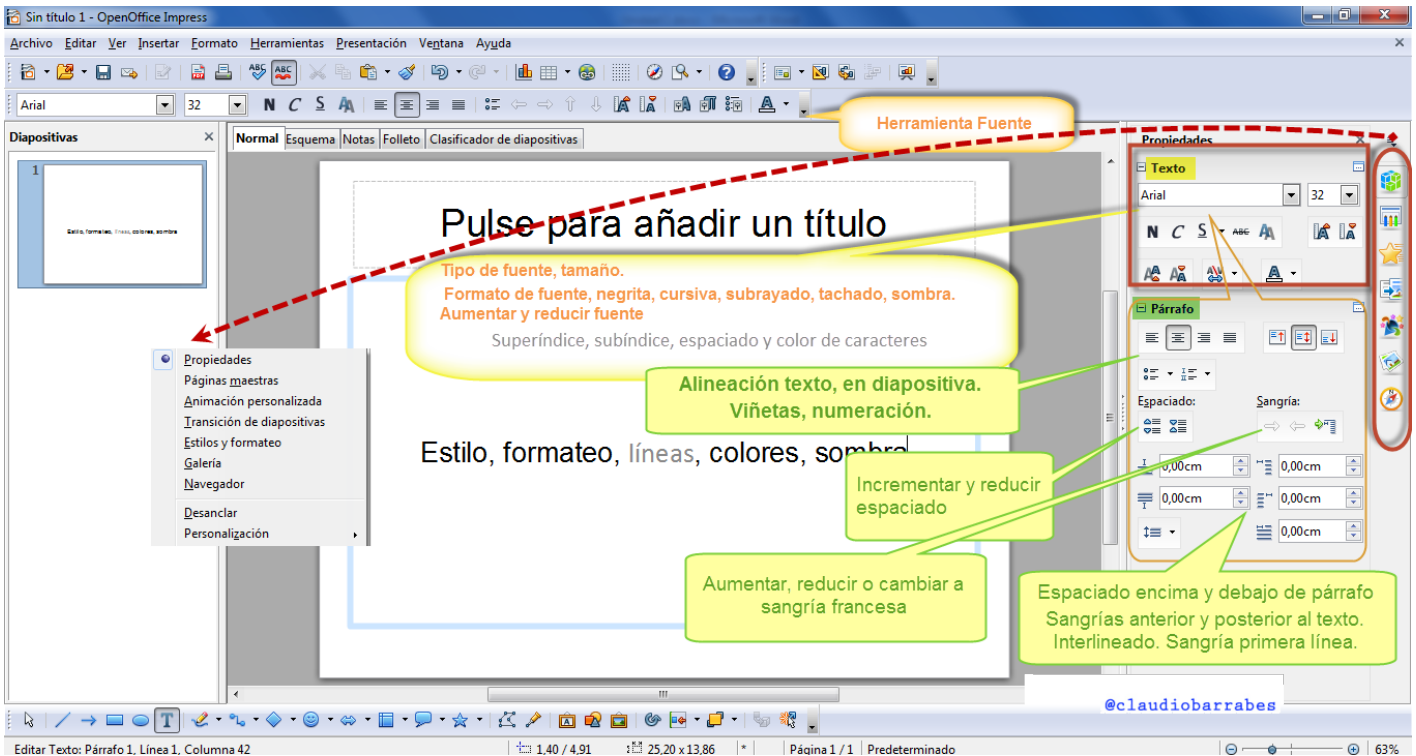 Sin título 1 - OpenOffice Impress
Archivo Editar Ver Insertar Formato Herramientas Presentación Ventana Ayuda
Arial 32 N C S
Herramienta Fuente
Diapositivas
Normal Esquema Notas Folleto Clasificador de diapositivas
Propiedades
1
Estilo, formateo, líneas, colores, sombra
Texto
Arial 32
N C S ABC
Pulse para añadir un título
Tipo de fuente, tamaño.
Formato de fuente, negrita, cursiva, subrayado, tachado, sombra.
Aumentar y reducir fuente
Superíndice, subíndice, espaciado y color de caracteres
Párrafo
Propiedades
Páginas maestras
Animación personalizada
Transición de diapositivas
Estilos y formateo
Galería
Navegador
Desanclar
Personalización
Alineación texto, en diapositiva.
Viñetas, numeración.
Espaciado: Sangría:
Estilo, formateo, líneas, colores, sombra
Incrementar y reducir
espaciado
0,00cm 0,00cm
0,00cm 0,00cm
0,00cm
Aumentar, reducir o cambiar a
sangría francesa
Espaciado encima y debajo de párrafo
Sangrías anterior y posterior al texto.
Interlineado. Sangría primera línea.
@claudiobarrabes
Editar Texto: Párrafo 1, Línea 1, Columna 42 1,40 / 4,91 25,20 x 13,86 * Página 1 / 1 Predeterminado 63%